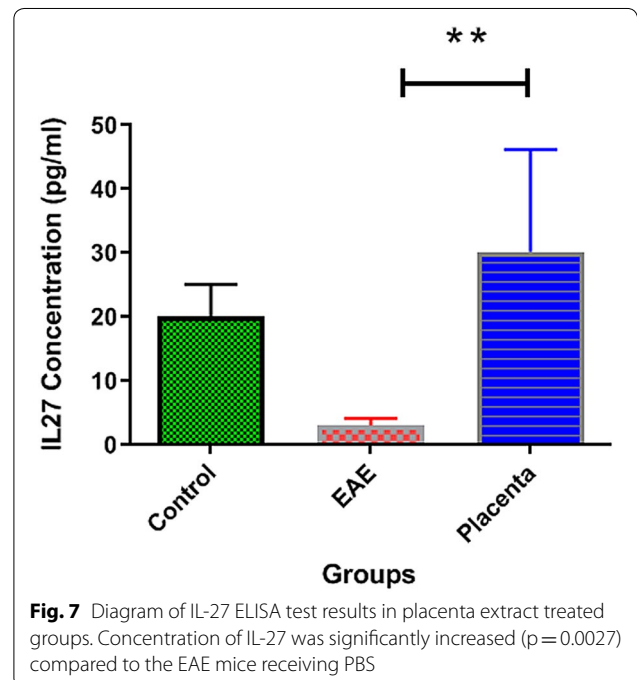 **
50
40
30
20
10
0
IL27 Concentration (pg/ml)
Control
EAE
Placenta
Groups
Fig. 7 Diagram of IL-27 ELISA test results in placenta extract treated
groups. Concentration of IL-27 was significantly increased (p = 0.0027)
compared to the EAE mice receiving PBS